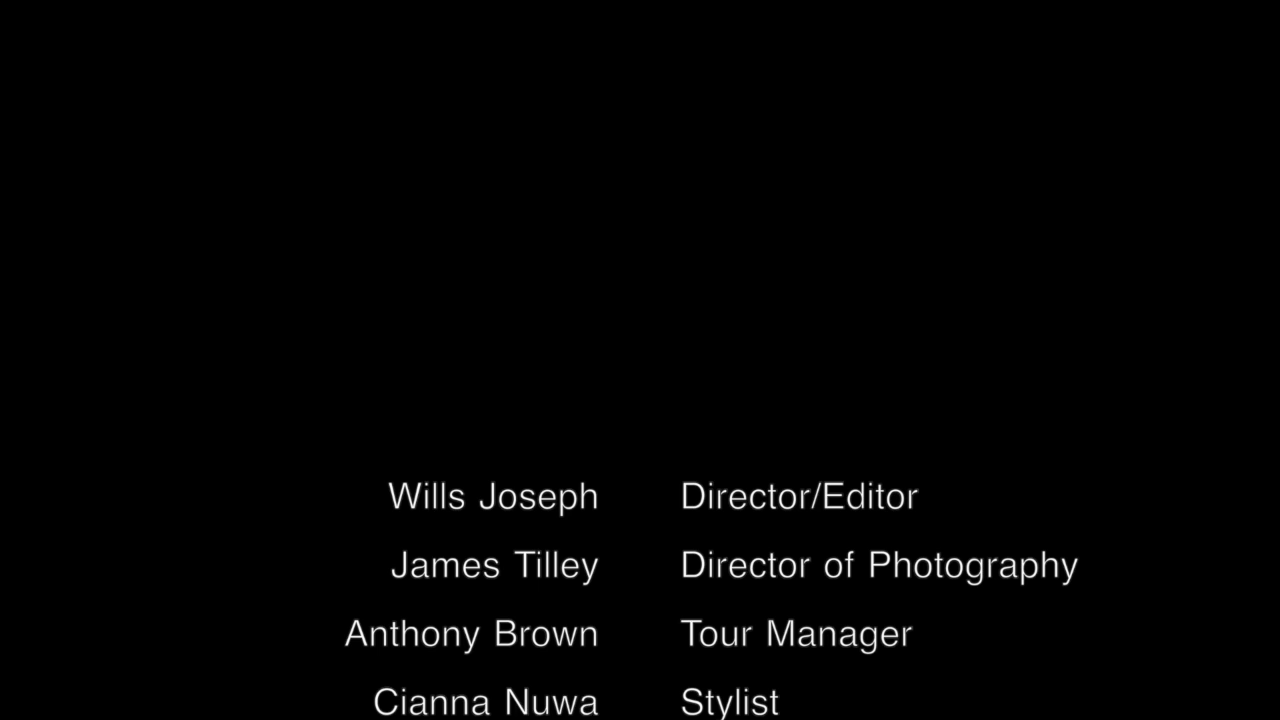 Wills Joseph Director/Editor
James Tilley Director of Photography
Anthony Brown Tour Manager
Cianna Nuwa Stylist